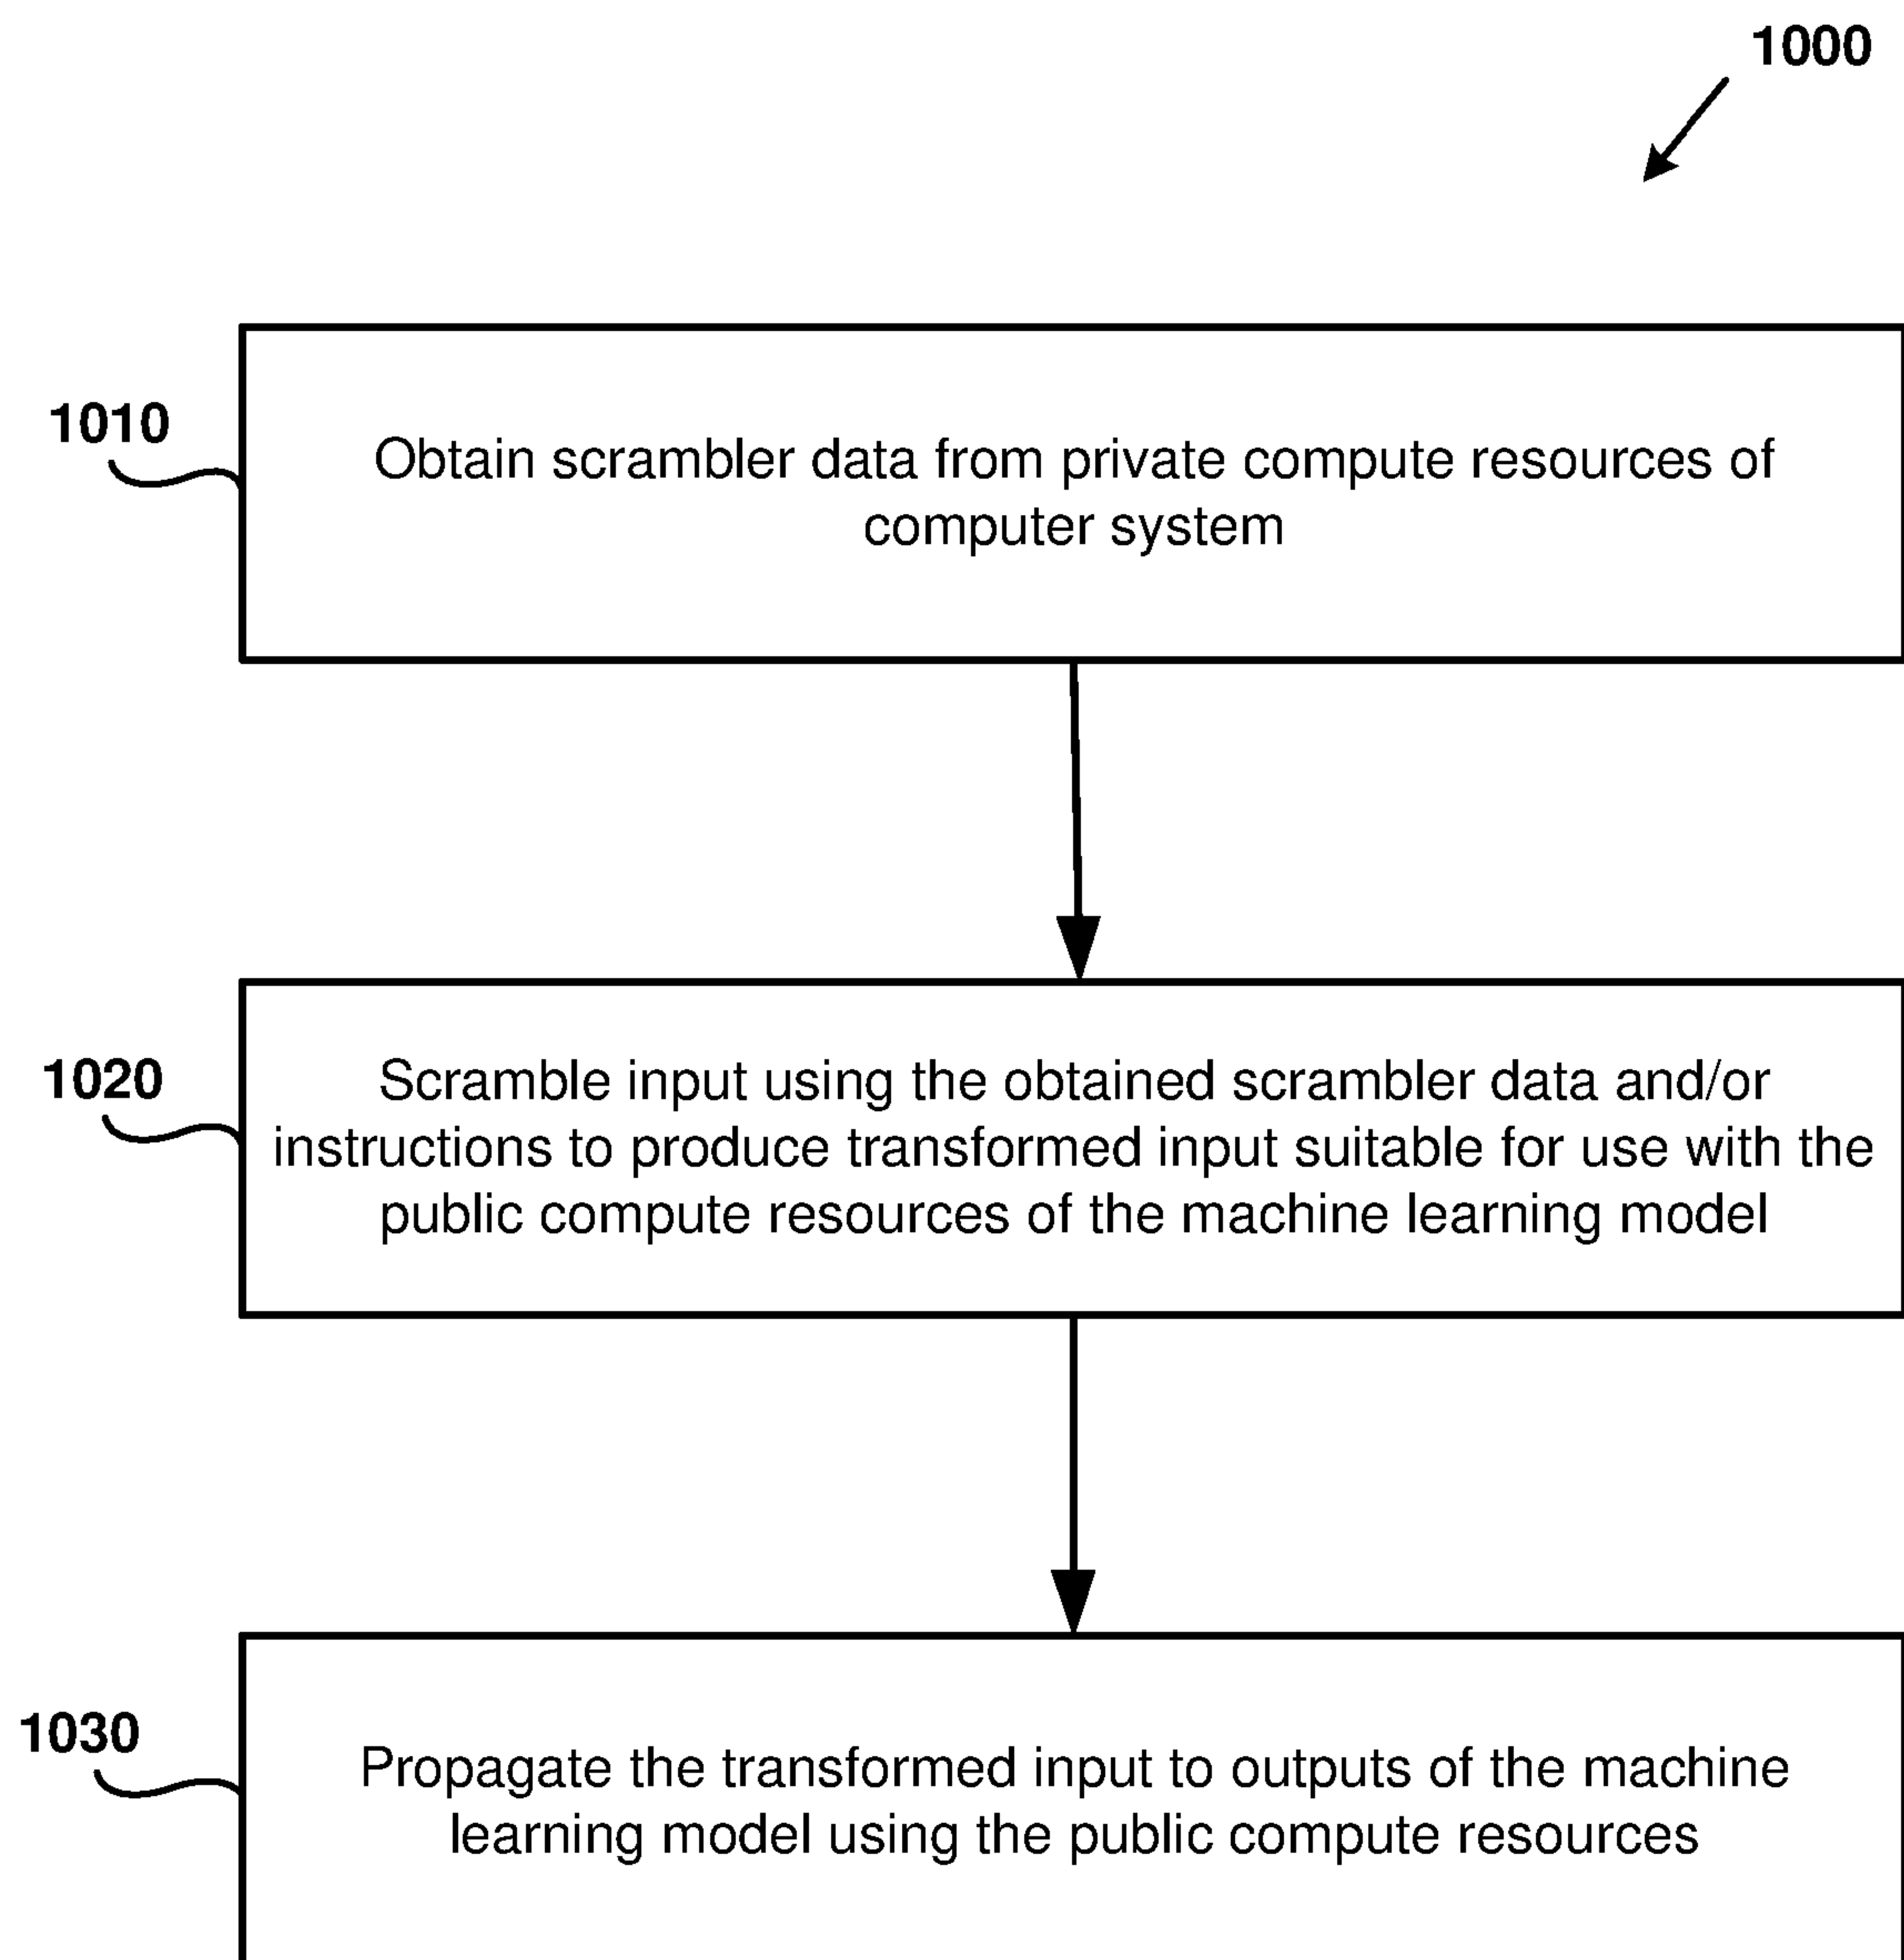 1000
1010
Obtain scrambler data from private compute resources of
computer system
1020
Scramble input using the obtained scrambler data and/or
instructions to produce transformed input suitable for use with the
public compute resources of the machine learning model
1030
Propagate the transformed input to outputs of the machine
learning model using the public compute resources